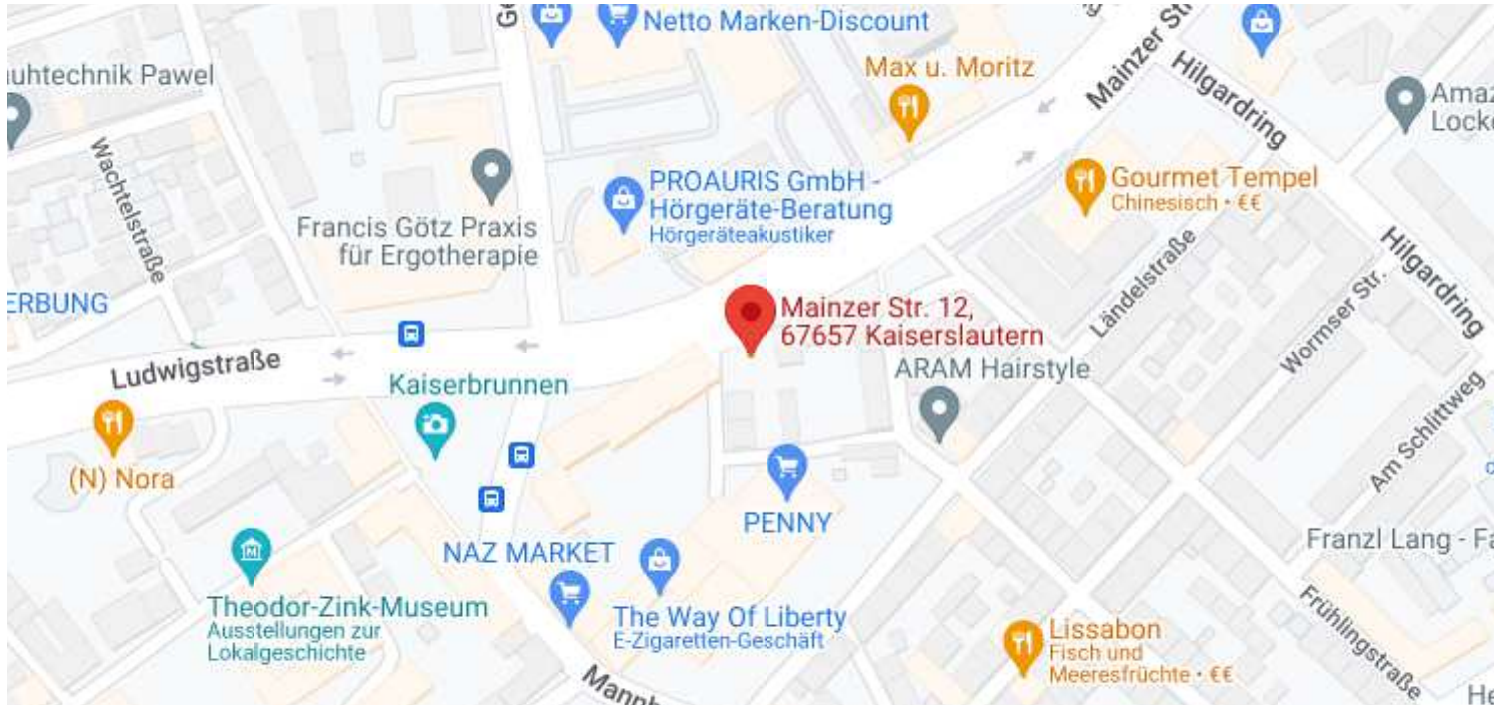 Ge
Netto Marken-Discount
Mainzer Str
Max u. Moritz
Hilgardring
uhtechnik Pawel
Amaz
Locke
Wachtelstraße
PROAURIS GmbH -
Hörgeräte-Beratung
Hörgeräteakustiker
Gourmet Tempel
Chinesisch • €€
Francis Götz Praxis
für Ergotherapie
Hilgardring
Ländelstraße
ERBUNG
Mainzer Str. 12,
67657 Kaiserslautern
Wormser Str.
Ludwigstraße
Kaiserbrunnen
ARAM Hairstyle
Am Schlittweg
(N) Nora
PENNY
Franzl Lang - Fa
NAZ MARKET
Theodor-Zink-Museum
Ausstellungen zur
Lokalgeschichte
The Way Of Liberty
E-Zigaretten-Geschäft
Frühlingstraße
Lissabon
Fisch und
Meeresfrüchte • €€
Mannh
He